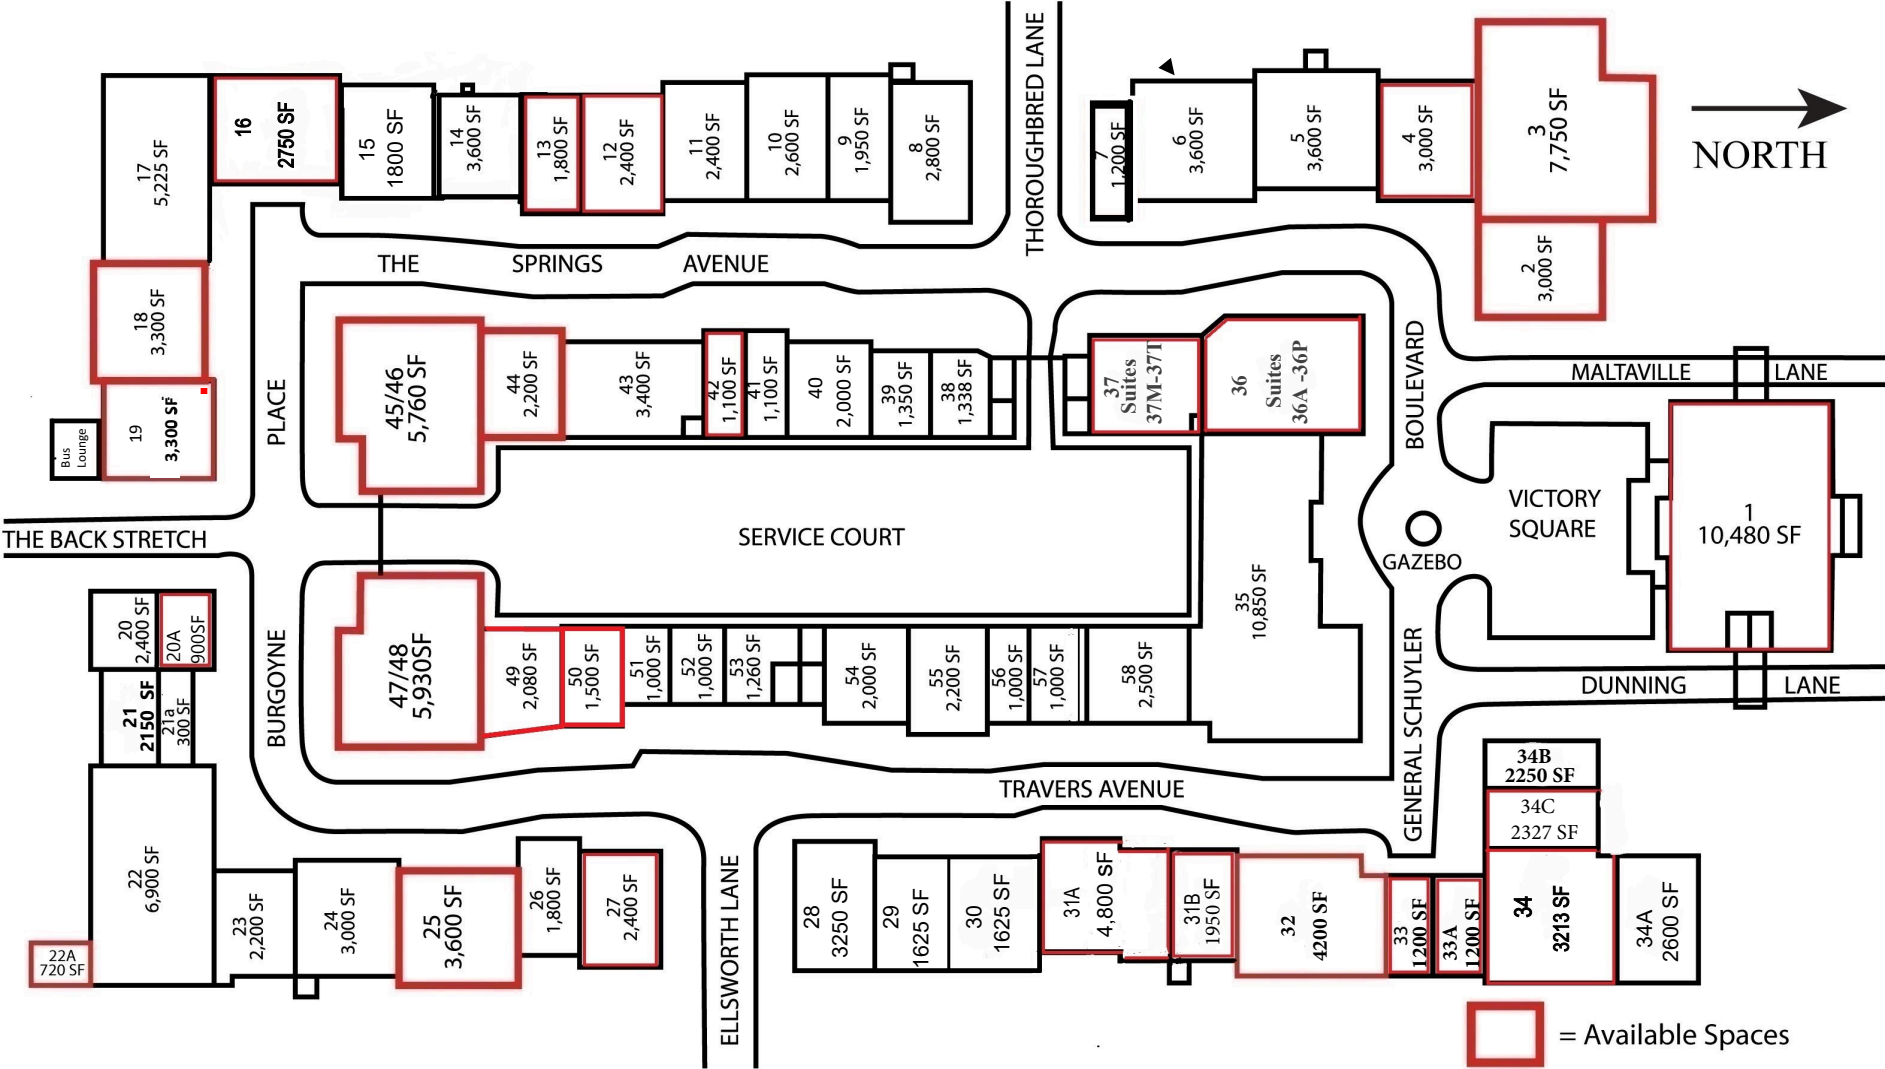 17
5,225 SF
16
2750 SF
15
1800 SF
14
3,600 SF
13
1,800 SF
12
2,400 SF
11
2,400 SF
10
2,600 SF
9
1,950 SF
8
2,800 SF
THOROUGHBRED LANE
7
1,200 SF
6
3,600 SF
5
3,600 SF
4
3,000 SF
3
7,750 SF
2
3,000 SF
NORTH
THE SPRINGS AVENUE
18
3,300 SF
19
3,300 SF
Bus
Lounge
BURGOYNE PLACE
THE BACK STRETCH
45/46
5,760 SF
44
2,200 SF
43
3,400 SF
42
1,100 SF
41
1,100 SF
40
2,000 SF
39
1,350 SF
38
1,338 SF
37
Suites
37M-37T
36
Suites
36A -36P
GENERAL SCHUYLER BOULEVARD
MALTAVILLE LANE
VICTORY
SQUARE
1
10,480 SF
GAZEBO
SERVICE COURT
35
10,850 SF
DUNNING LANE
20
2,400 SF
20A
900SF
21
2150 SF
21a
300 SF
47/48
5,930SF
49
2,080 SF
50
1,500 SF
51
1,000 SF
52
1,000 SF
53
1,260 SF
54
2,000 SF
55
2,200 SF
56
1,000 SF
57
1,000 SF
58
2,500 SF
TRAVERS AVENUE
22
6,900 SF
22A
720 SF
23
2,200 SF
24
3,000 SF
25
3,600 SF
26
1,800 SF
27
2,400 SF
ELLSWORTH LANE
28
3250 SF
29
1625 SF
30
1625 SF
31A
4,800 SF
31B
1950 SF
32
4200 SF
33
1200 SF
33A
1200 SF
34B
2250 SF
34C
2327 SF
34
3213 SF
34A
2600 SF
= Available Spaces